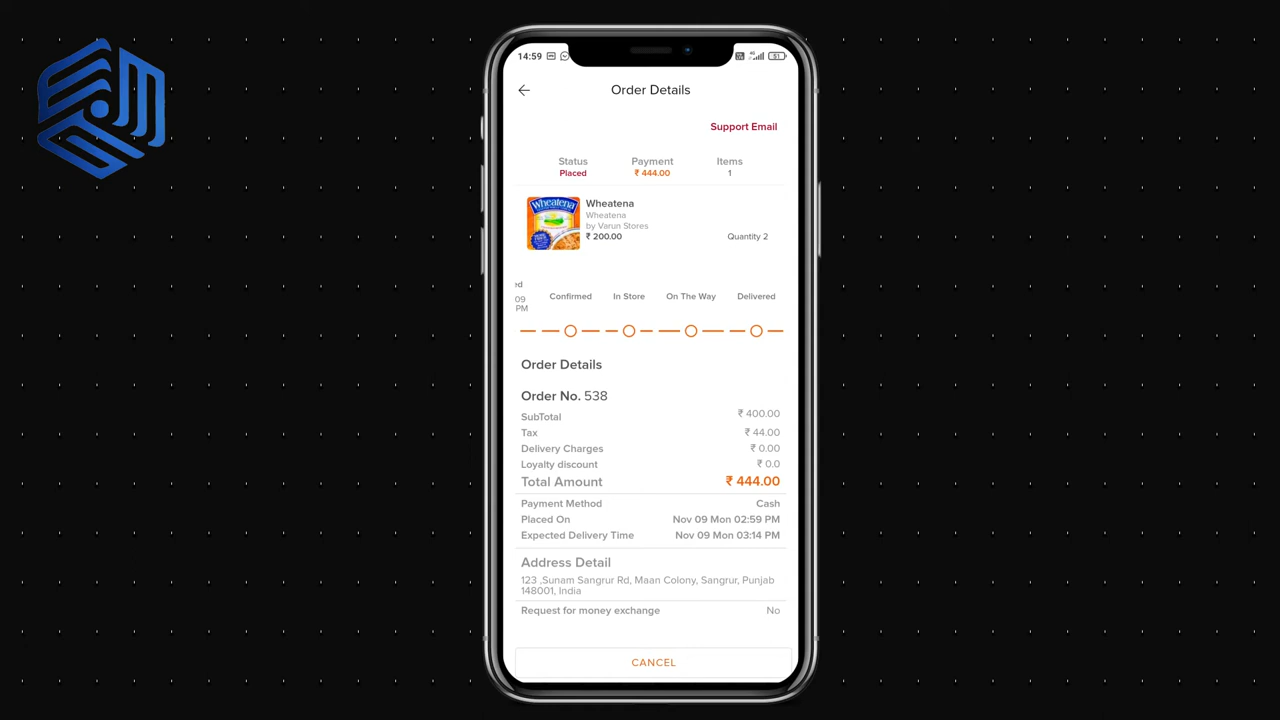 14:59
51
Order Details
Support Email
Status Payment Items
Placed ₹ 444.00 1
Wheatena
Wheatena
Wheatena
by Varun Stores
₹ 200.00 Quantity 2
ed
09
PM
Confirmed In Store On The Way Delivered
Order Details
Order No. 538
SubTotal ₹ 400.00
Tax ₹ 44.00
Delivery Charges ₹ 0.00
Loyalty discount ₹ 0.0
Total Amount ₹ 444.00
Payment Method Cash
Placed On Nov 09 Mon 02:59 PM
Expected Delivery Time Nov 09 Mon 03:14 PM
Address Detail
123 ,Sunam Sangrur Rd, Maan Colony, Sangrur, Punjab
148001, India
Request for money exchange No
CANCEL